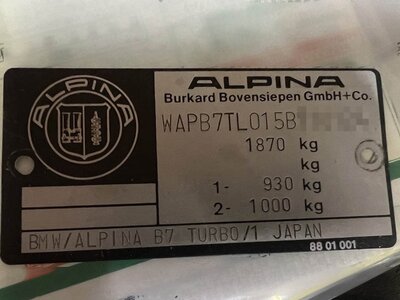 ALPINA
ALPINA
Burkard Bovensiepen GmbH+Co.
WAPB7TL015B
1870 kg
kg
1- 930 kg
2- 1000 kg
BMW/ALPINA B7 TURBO/1 JAPAN
88 01 001